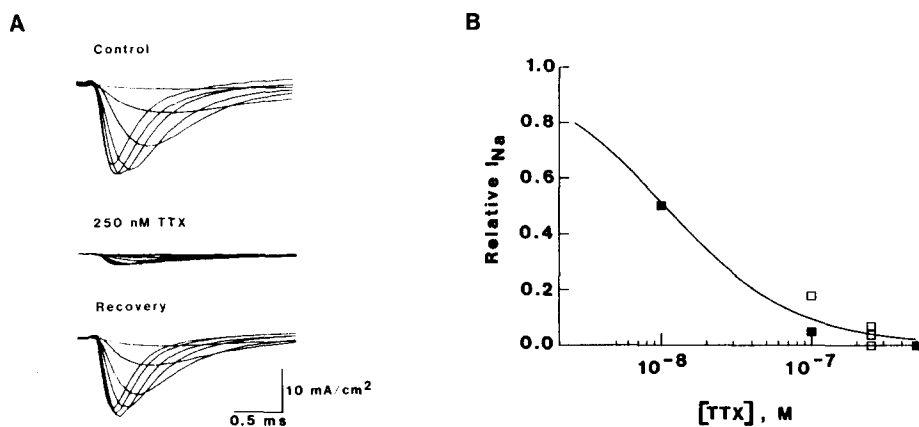 A
Control
250 nM TTX
Recovery
10 mA/cm²
0.5 ms
B
1.0
0.8
0.6
0.4
0.2
0.0
Relative I_Na
10⁻⁸
10⁻⁷
[TTX] , M